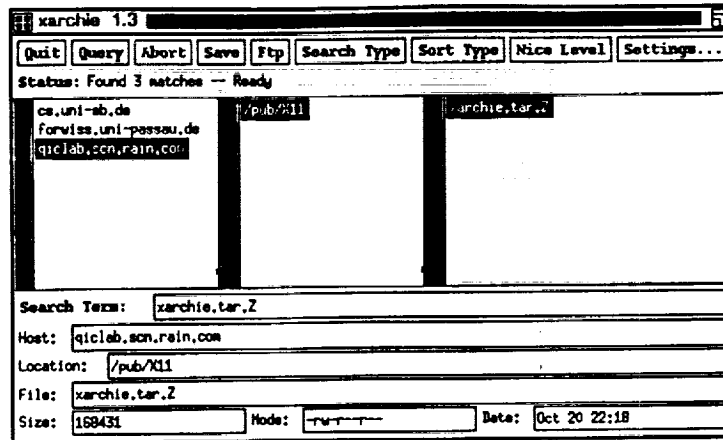 xarchie 1.3
Quit Query Abort Save Ftp Search Type Sort Type Nice Level Settings...
Status: Found 3 matches -- Ready
cs.uni-sb.de /pub/X11 xarchie.tar.Z
forwiss.uni-passau.de
qiclab.scn.rain.com
Search Term: xarchie.tar.Z
Host: qiclab.scn.rain.com
Location: /pub/X11
File: xarchie.tar.Z
Size: 168431 Mode: -rw-r--r-- Date: Oct 20 22:18